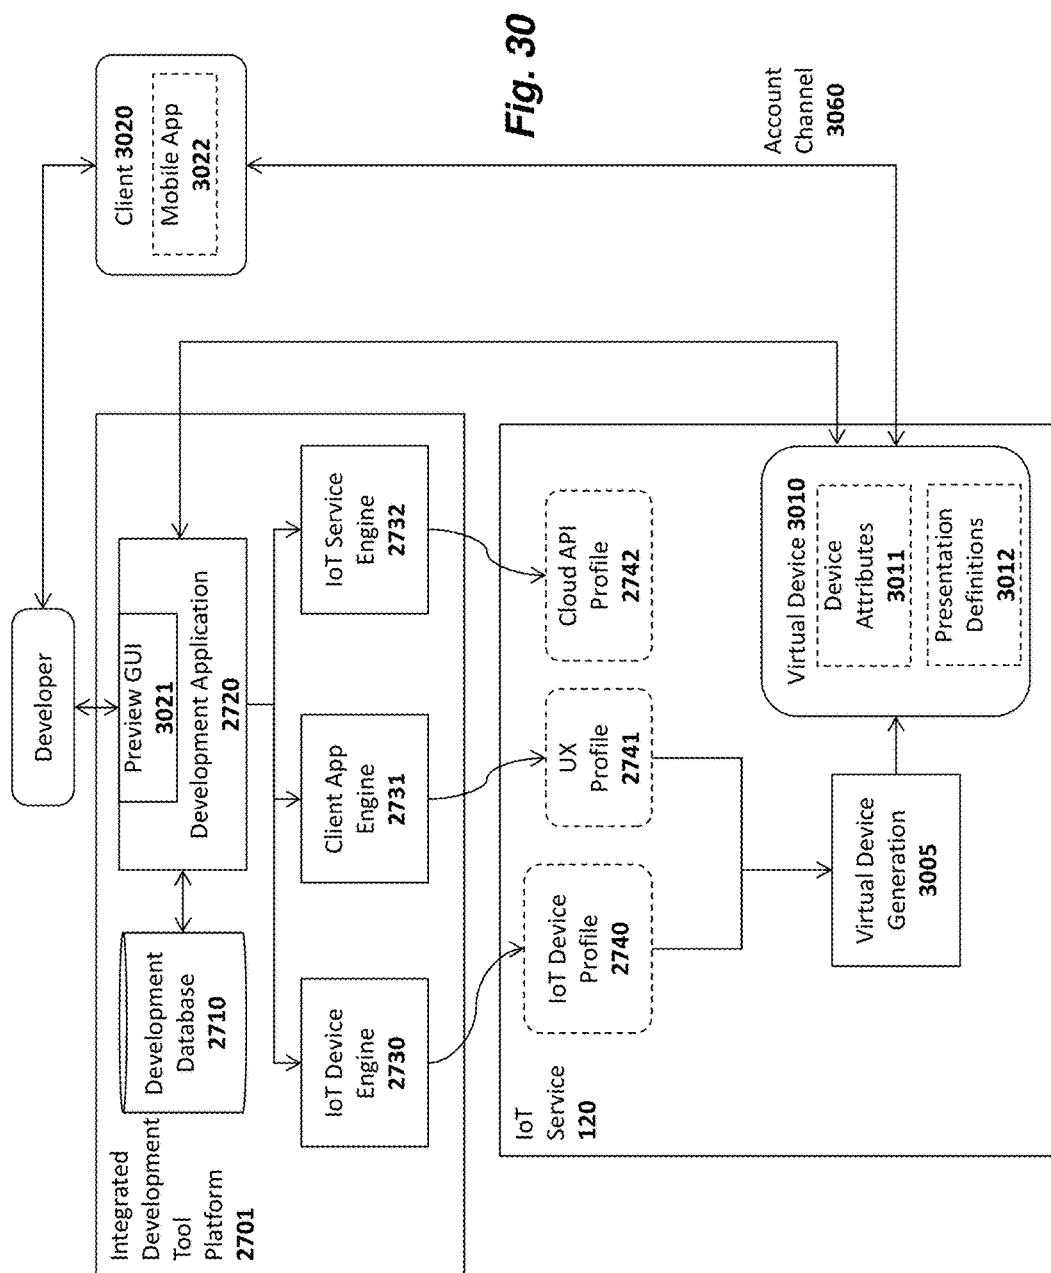 Developer
Client 3020
Mobile App
3022
Integrated
Development
Tool
Platform
2701
Development
Database
2710
Preview GUI
3021
Development Application
2720
IoT Device
Engine
2730
Client App
Engine
2731
IoT Service
Engine
2732
Fig. 30
IoT
Service
120
IoT Device
Profile
2740
UX
Profile
2741
Cloud API
Profile
2742
Virtual Device
Generation
3005
Virtual Device 3010
Device
Attributes
3011
Presentation
Definitions
3012
Account
Channel
3060